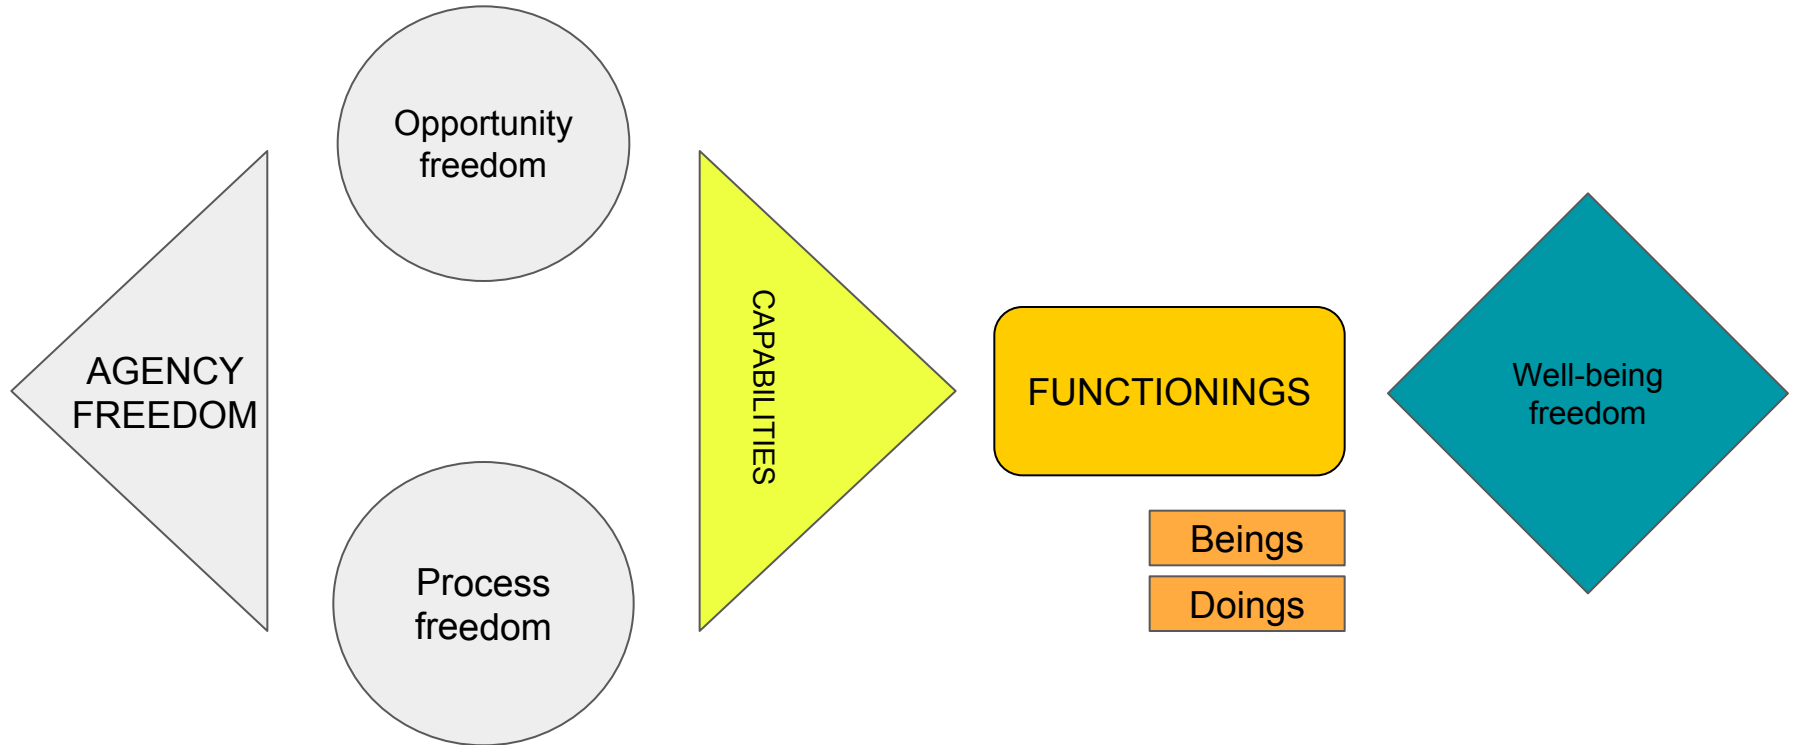 AGENCY
FREEDOM
Opportunity
freedom
Process
freedom
CAPABILITIES
FUNCTIONINGS
Beings
Doings
Well-being
freedom